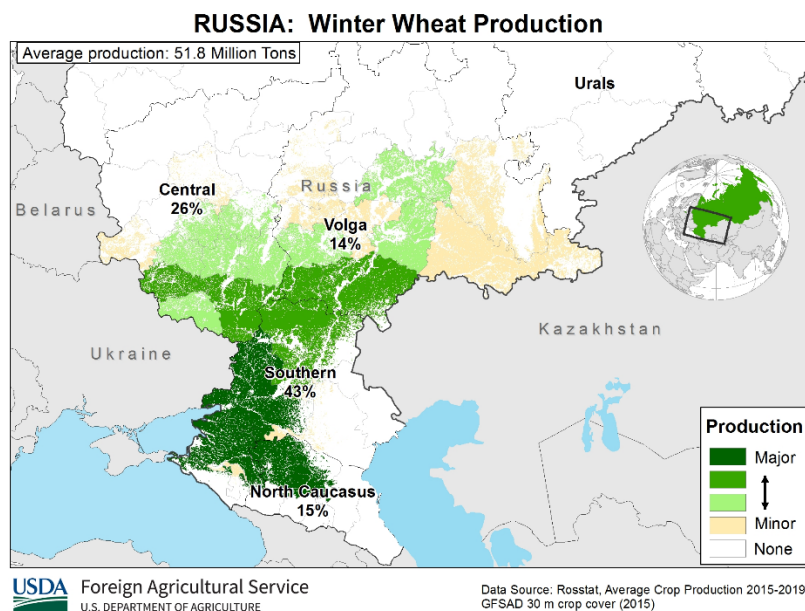 RUSSIA: Winter Wheat Production
Average production: 51.8 Million Tons
Urals
Central
26%
Russia
Belarus
Volga
14%
Kazakhstan
Ukraine
Southern
43%
North Caucasus
15%
Production
Major
Minor
None
USDA Foreign Agricultural Service
U.S. DEPARTMENT OF AGRICULTURE
Data Source: Rosstat, Average Crop Production 2015-2019
GFSAD 30 m crop cover (2015)